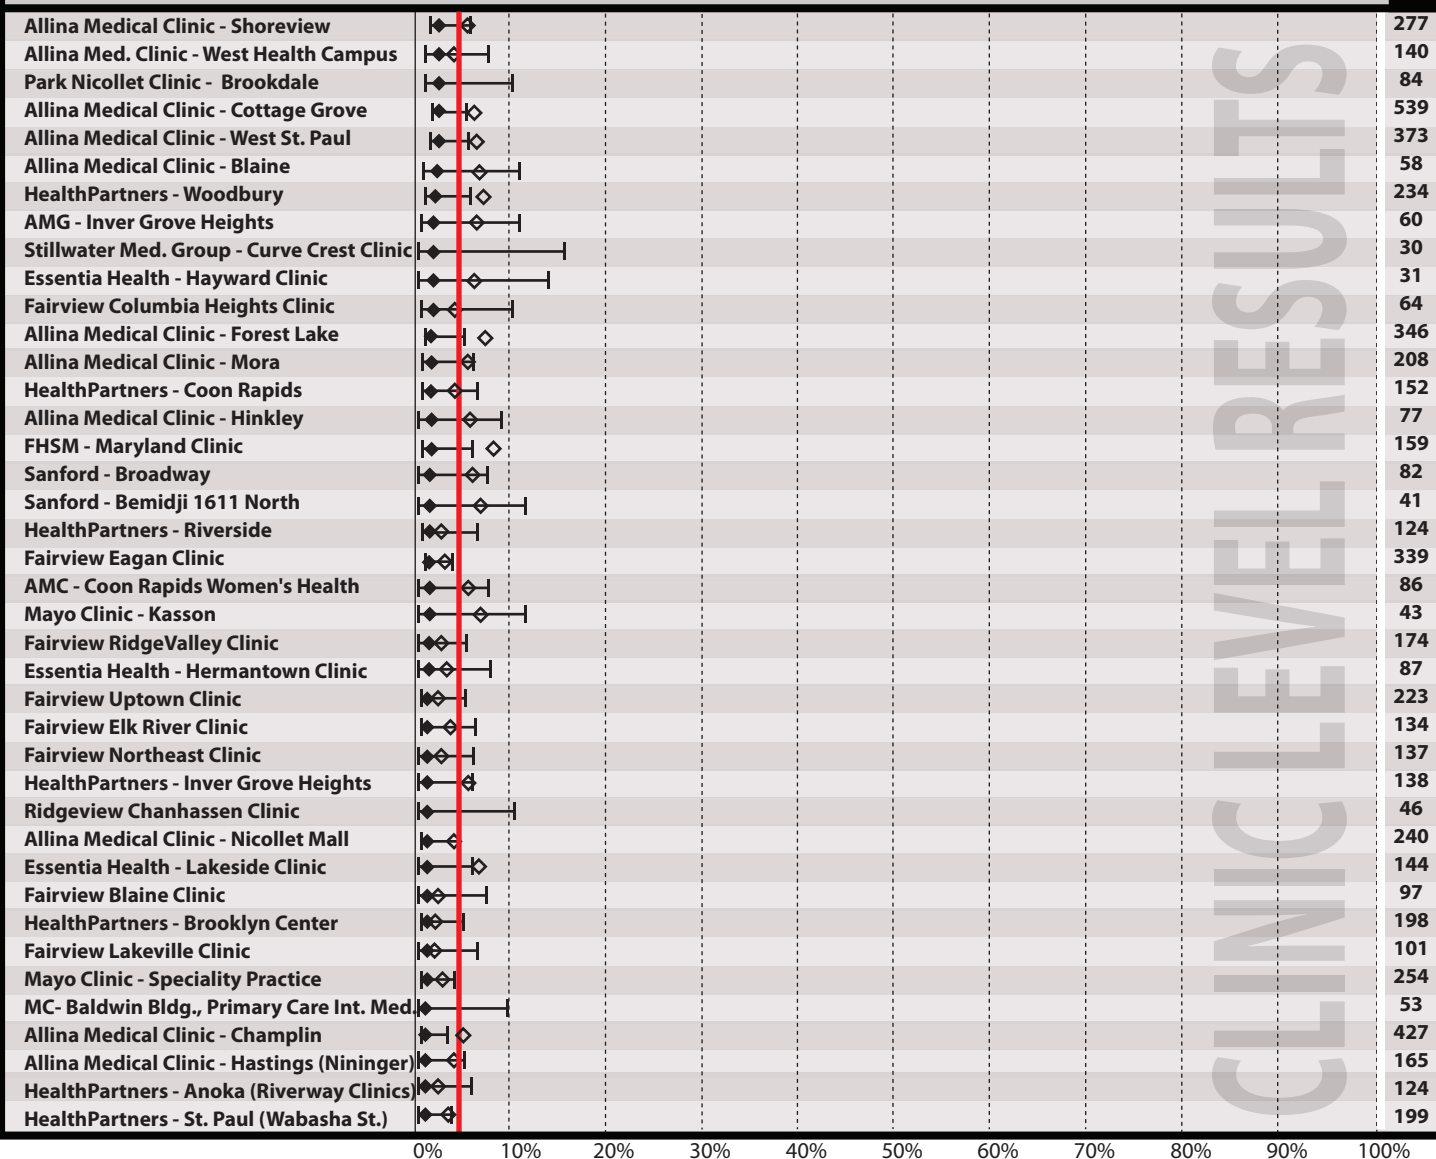 Allina Medical Clinic - Shoreview 277
Allina Med. Clinic - West Health Campus 140
Park Nicollet Clinic - Brookdale 84
Allina Medical Clinic - Cottage Grove 539
Allina Medical Clinic - West St. Paul 373
Allina Medical Clinic - Blaine 58
HealthPartners - Woodbury 234
AMG - Inver Grove Heights 60
Stillwater Med. Group - Curve Crest Clinic 30
Essentia Health - Hayward Clinic 31
Fairview Columbia Heights Clinic 64
Allina Medical Clinic - Forest Lake 346
Allina Medical Clinic - Mora 208
HealthPartners - Coon Rapids 152
Allina Medical Clinic - Hinkley 77
FHSM - Maryland Clinic 159
Sanford - Broadway 82
Sanford - Bemidji 1611 North 41
HealthPartners - Riverside 124
Fairview Eagan Clinic 339
AMC - Coon Rapids Women's Health 86
Mayo Clinic - Kasson 43
Fairview RidgeValley Clinic 174
Essentia Health - Hermantown Clinic 87
Fairview Uptown Clinic 223
Fairview Elk River Clinic 134
Fairview Northeast Clinic 137
HealthPartners - Inver Grove Heights 138
Ridgeview Chanhassen Clinic 46
Allina Medical Clinic - Nicollet Mall 240
Essentia Health - Lakeside Clinic 144
Fairview Blaine Clinic 97
HealthPartners - Brooklyn Center 198
Fairview Lakeville Clinic 101
Mayo Clinic - Speciality Practice 254
MC- Baldwin Bldg., Primary Care Int. Med. 53
Allina Medical Clinic - Champlin 427
Allina Medical Clinic - Hastings (Nininger) 165
HealthPartners - Anoka (Riverway Clinics) 124
HealthPartners - St. Paul (Wabasha St.) 199
0% 10% 20% 30% 40% 50% 60% 70% 80% 90% 100%
CLINIC LEVEL RESULTS